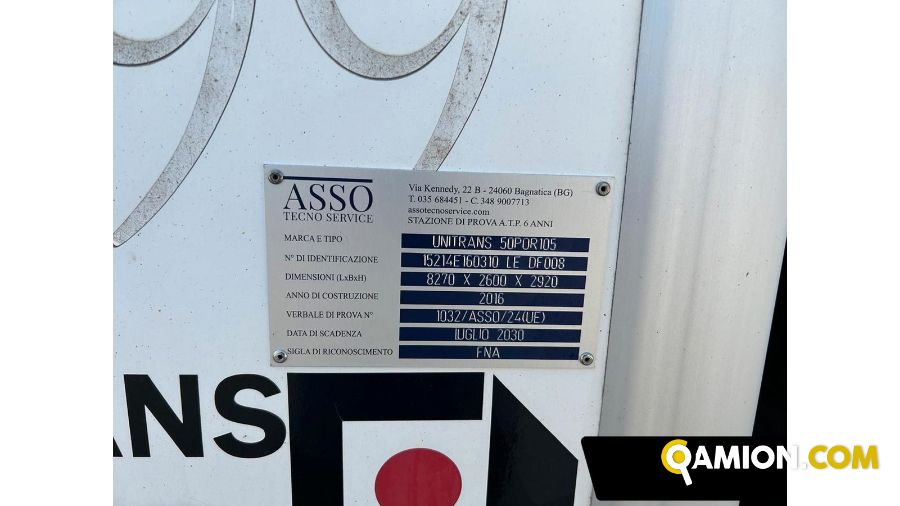 99
ASSO
TECNO SERVICE
Via Kennedy, 22 B - 24060 Bagnatica (BG)
T. 035 684451 - C. 348 9007713
assotecnoservice.com
STAZIONE DI PROVA A.T.P. 6 ANNI
MARCA E TIPO UNITRANS 50POR105
N° DI IDENTIFICAZIONE 15214E160310 LE DF008
DIMENSIONI (LxBxH) 8270 X 2600 X 2920
ANNO DI COSTRUZIONE 2016
VERBALE DI PROVA N° 1032/ASSO/24(UE)
DATA DI SCADENZA lUGLIO 2030
SIGLA DI RICONOSCIMENTO FNA
ANS
QAMION.COM